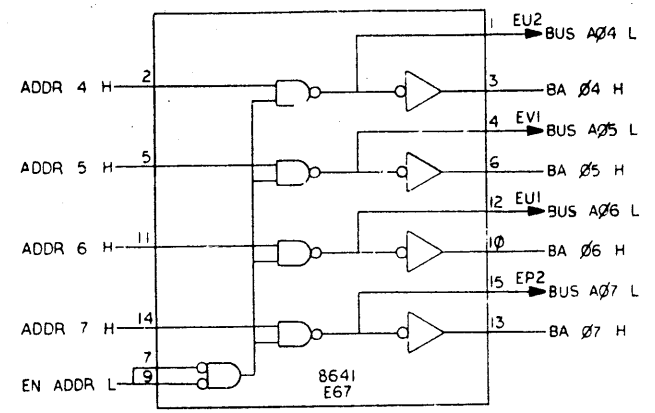 1 EU2 BUS AØ4 L
ADDR 4 H 2
3 BA Ø4 H
4 EV1 BUS AØ5 L
ADDR 5 H 5
6 BA Ø5 H
12 EU1 BUS AØ6 L
ADDR 6 H 11
1Ø BA Ø6 H
15 EP2 BUS AØ7 L
ADDR 7 H 14
13 BA Ø7 H
7
EN ADDR L 9
8641
E67